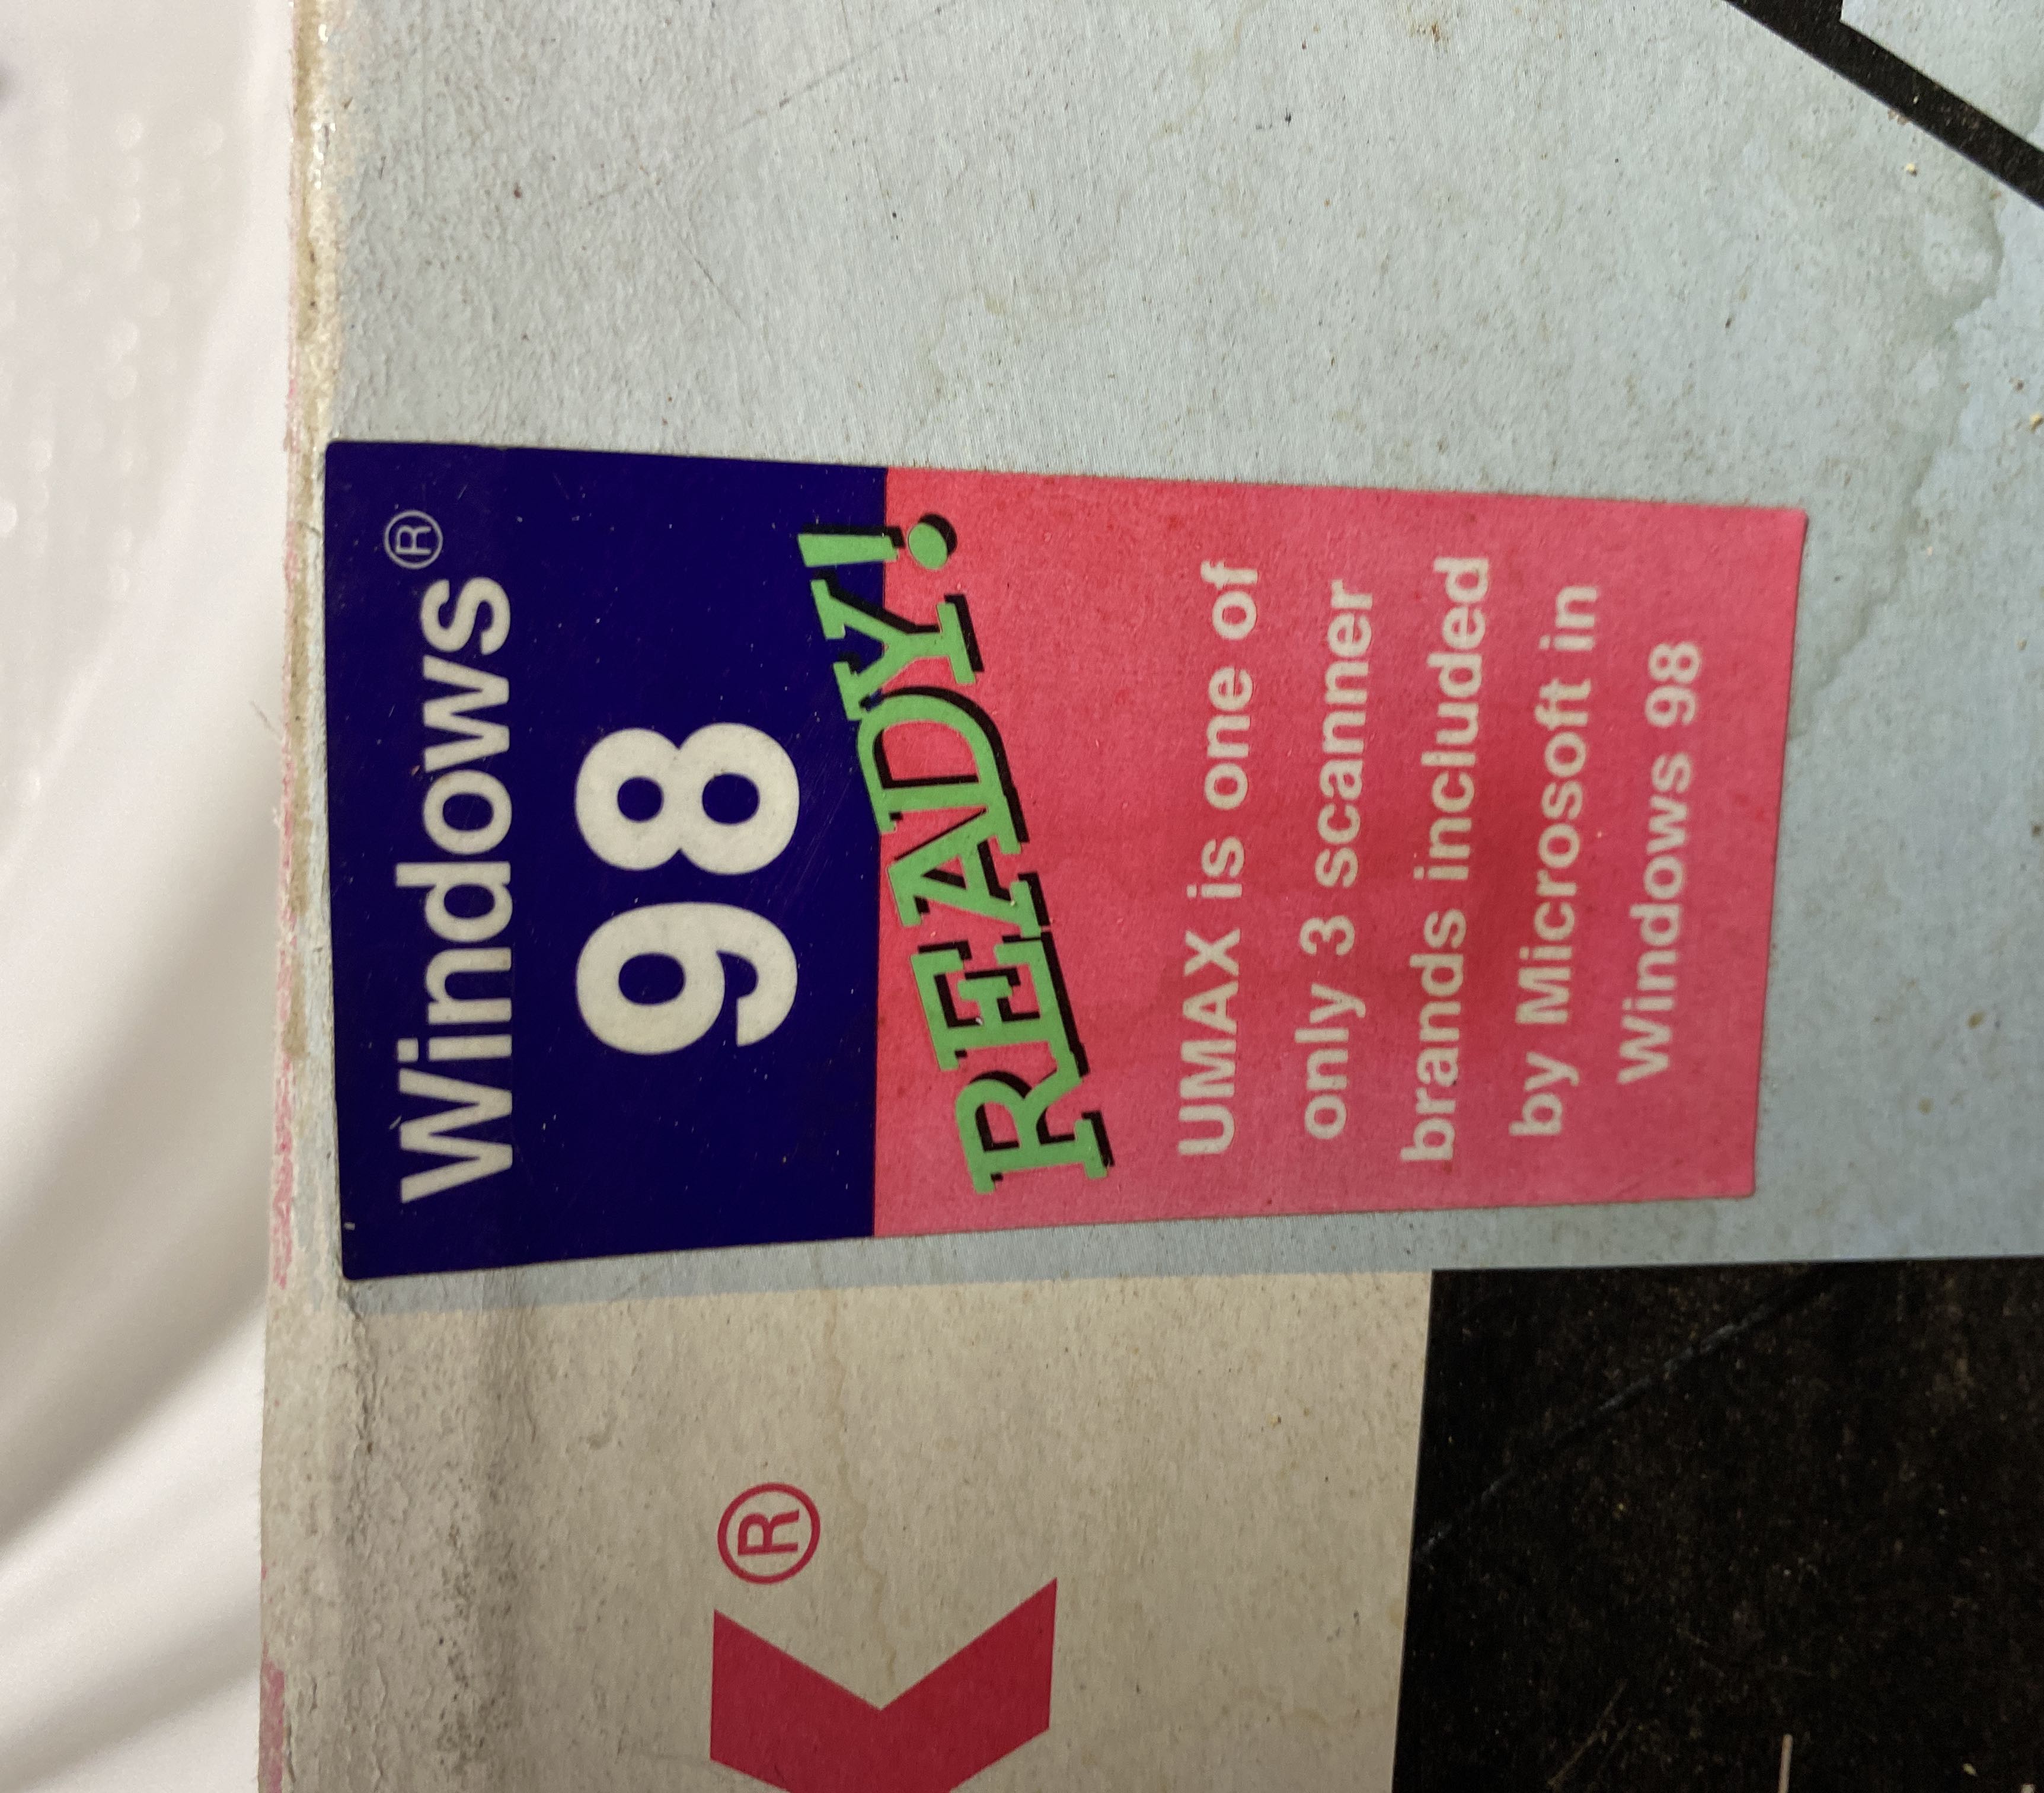 Windows®
98
READY!
UMAX is one of
only 3 scanner
brands included
by Microsoft in
Windows 98
®